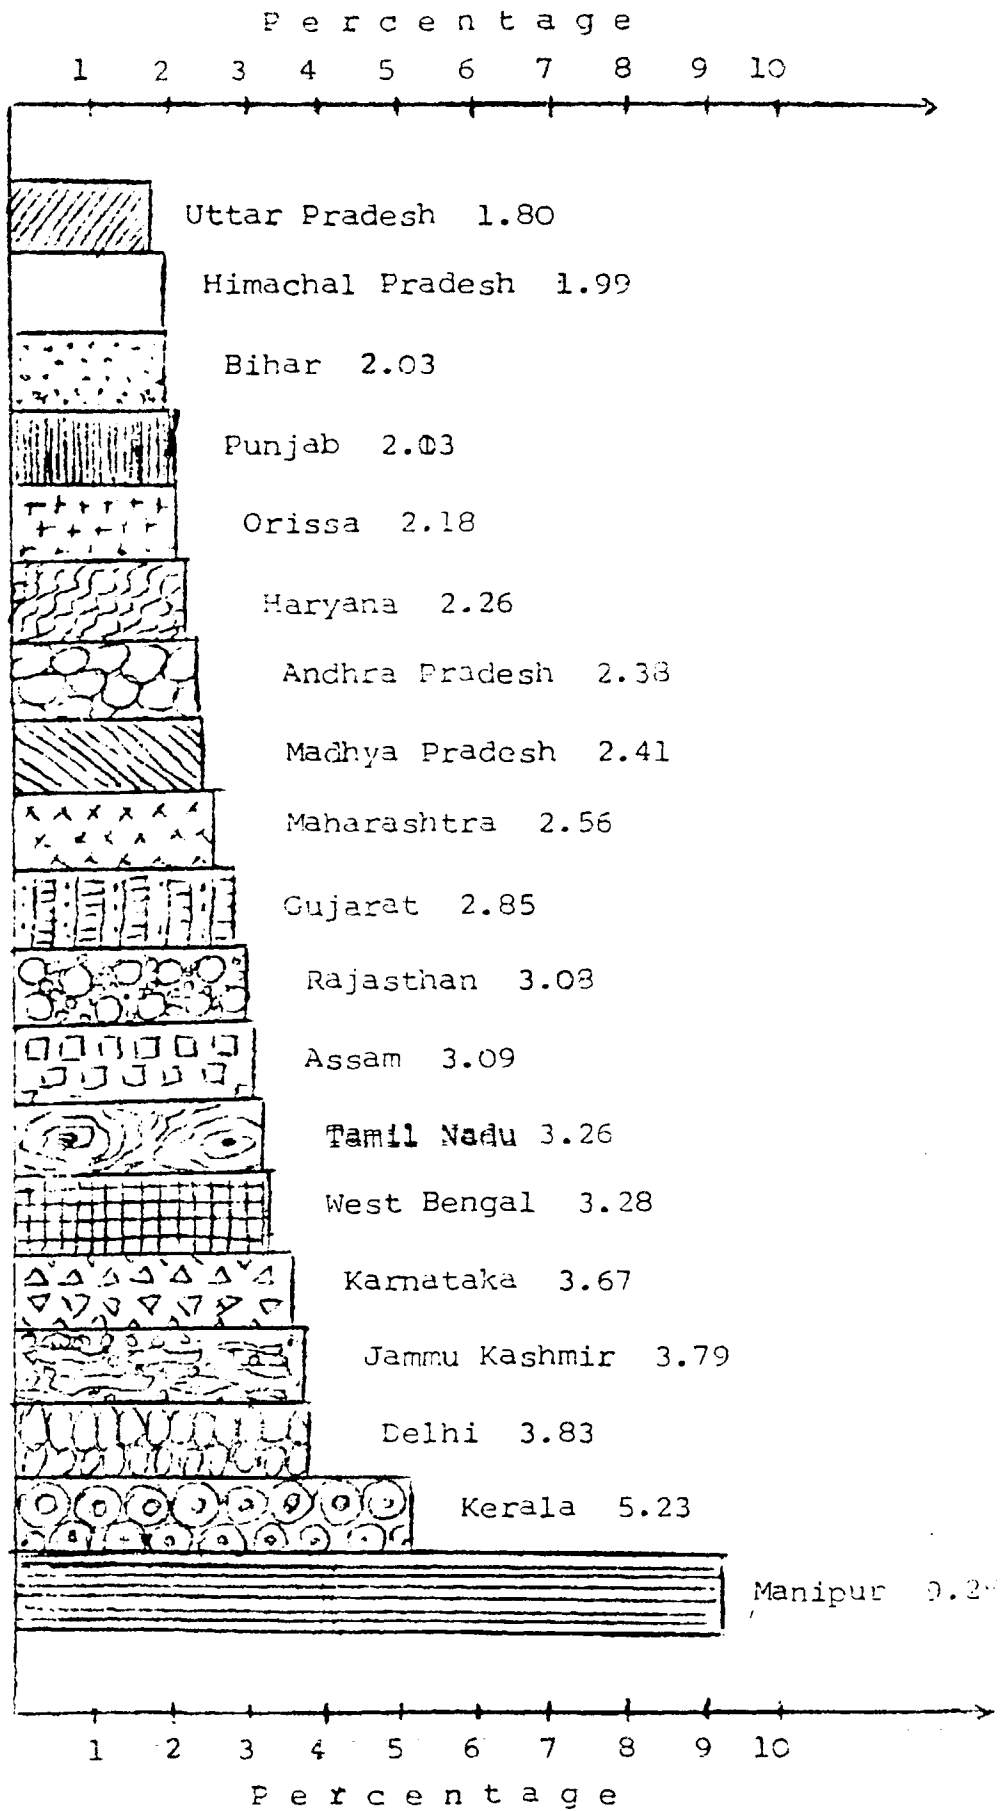 Percentage
1 2 3 4 5 6 7 8 9 10
Uttar Pradesh 1.80
Himachal Pradesh 1.99
Bihar 2.03
Punjab 2.03
Orissa 2.18
Haryana 2.26
Andhra Pradesh 2.38
Madhya Pradesh 2.41
Maharashtra 2.56
Gujarat 2.85
Rajasthan 3.08
Assam 3.09
Tamil Nadu 3.26
West Bengal 3.28
Karnataka 3.67
Jammu Kashmir 3.79
Delhi 3.83
Kerala 5.23
Manipur
1 2 3 4 5 6 7 8 9 10
Percentage